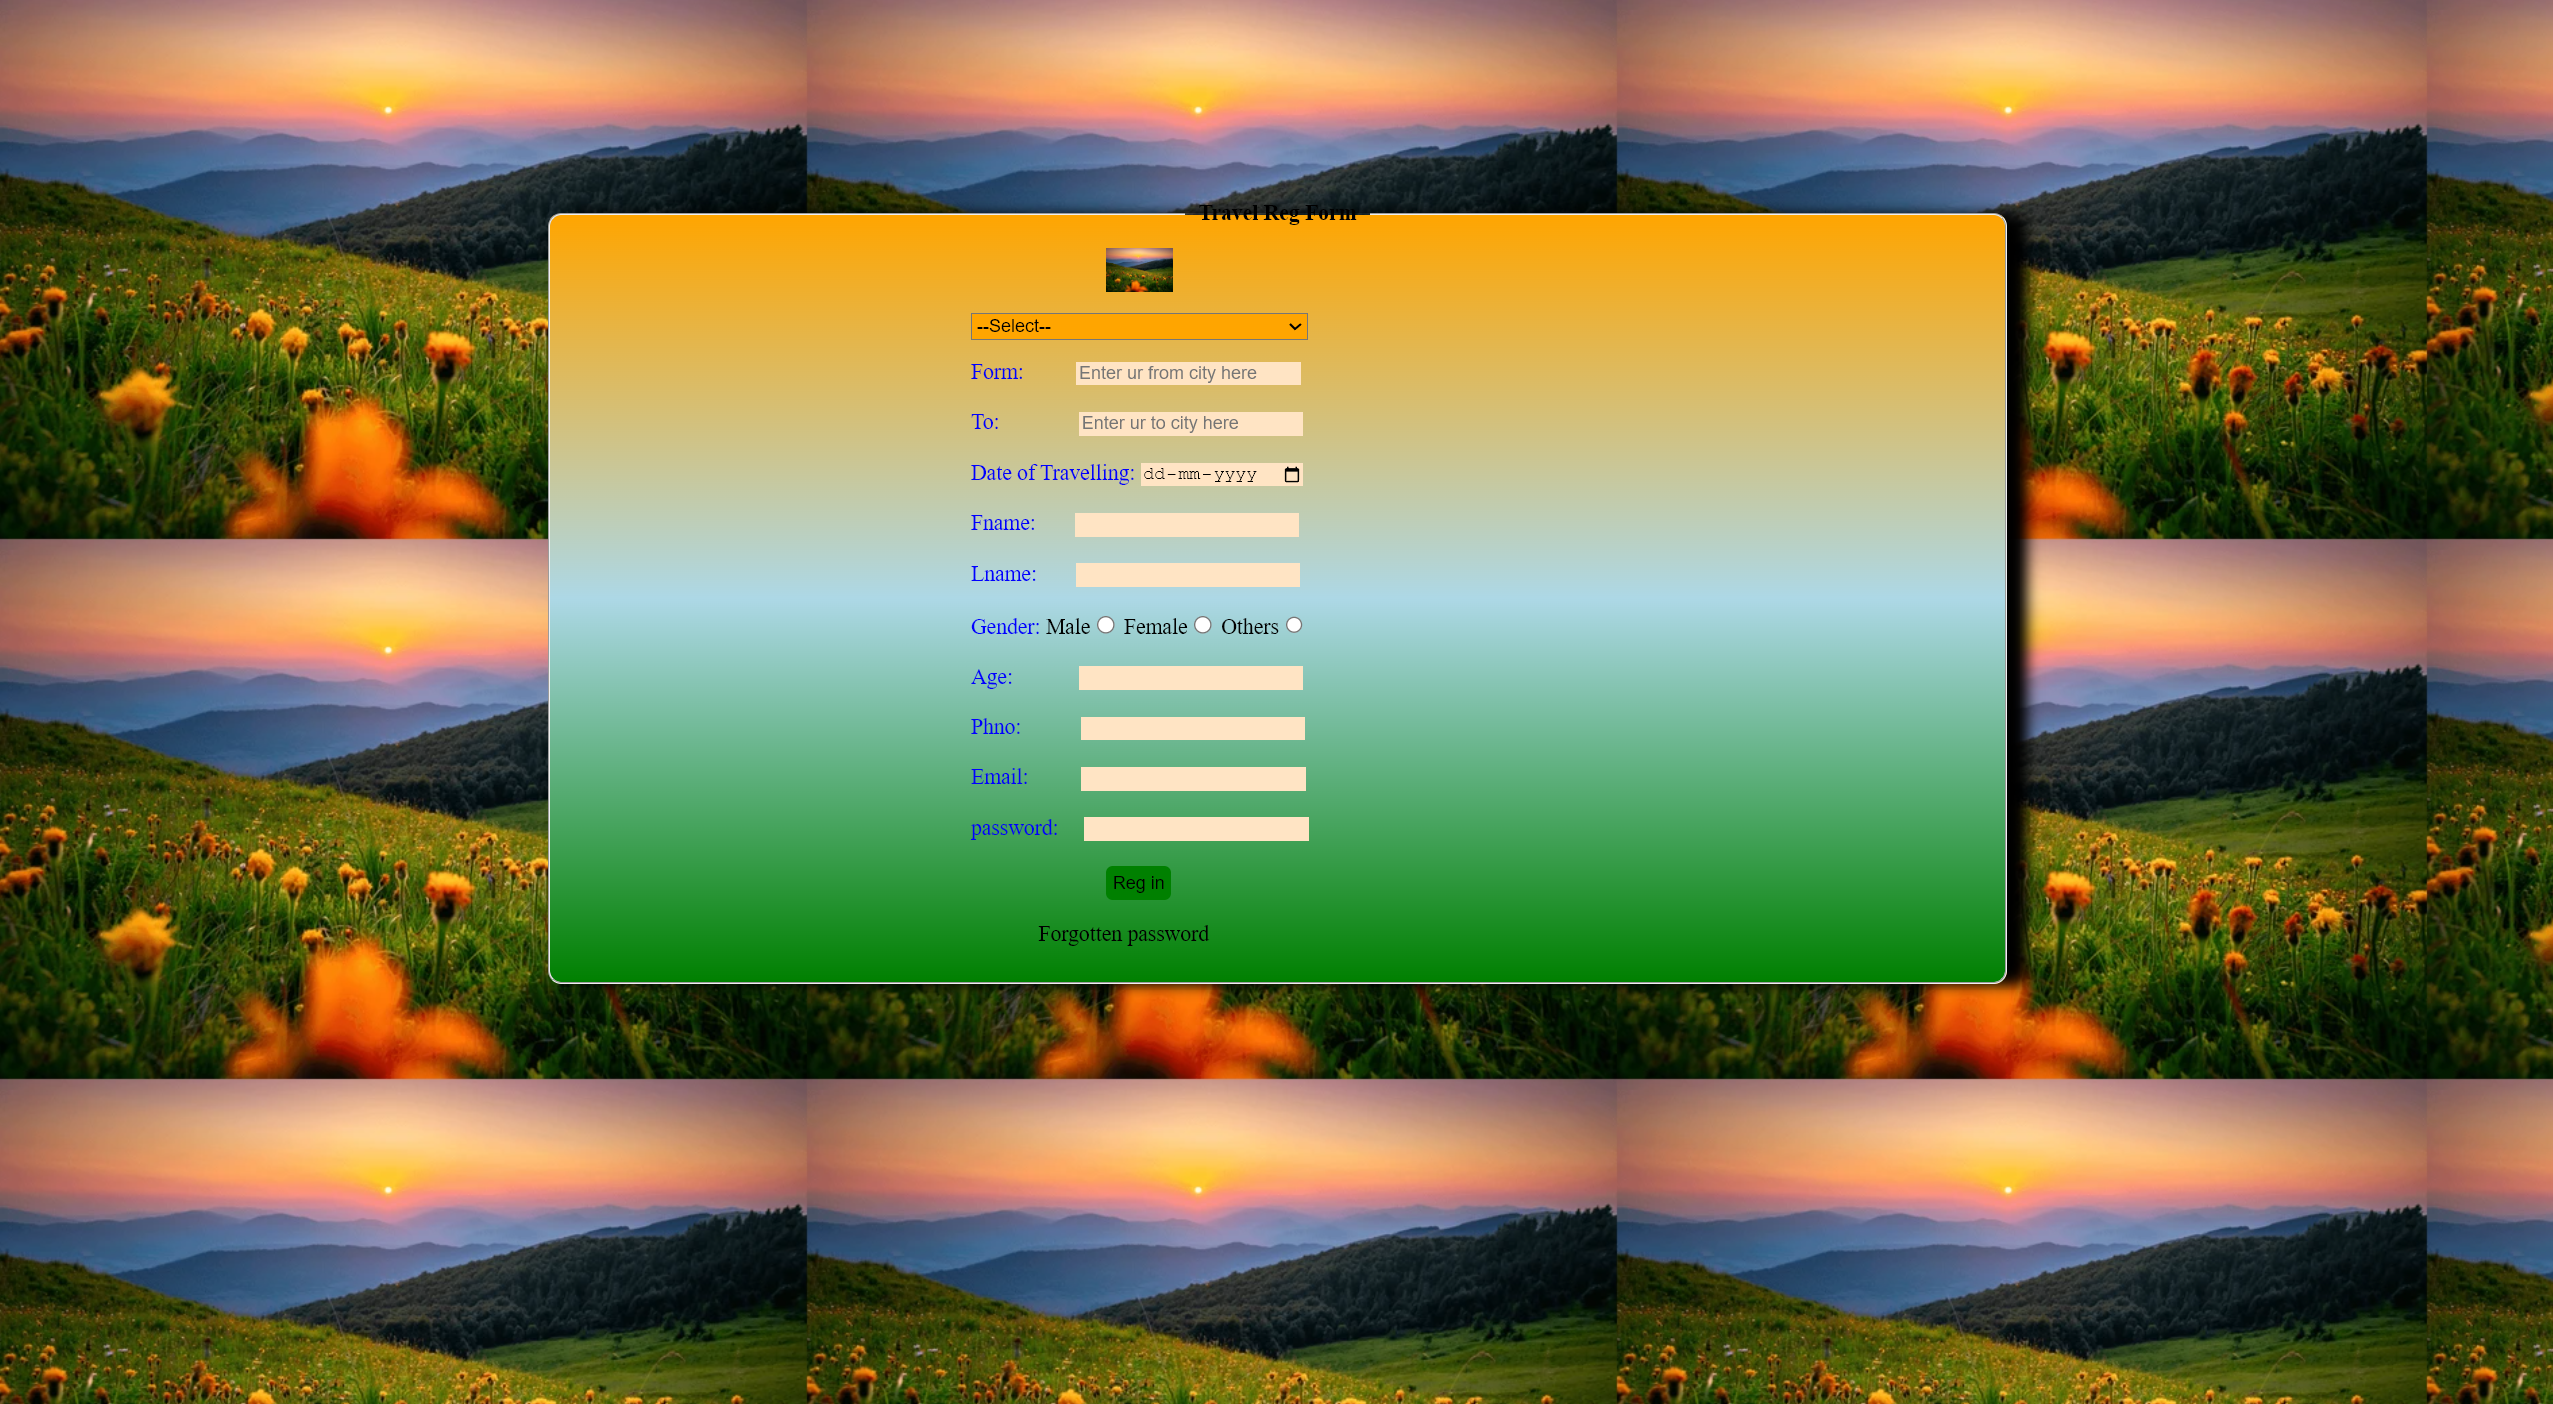 Travel Reg Form
--Select--
Form: Enter ur from city here
To: Enter ur to city here
Date of Travelling: dd-mm-yyyy
Fname:
Lname:
Gender: Male Female Others
Age:
Phno:
Email:
password:
Reg in
Forgotten password